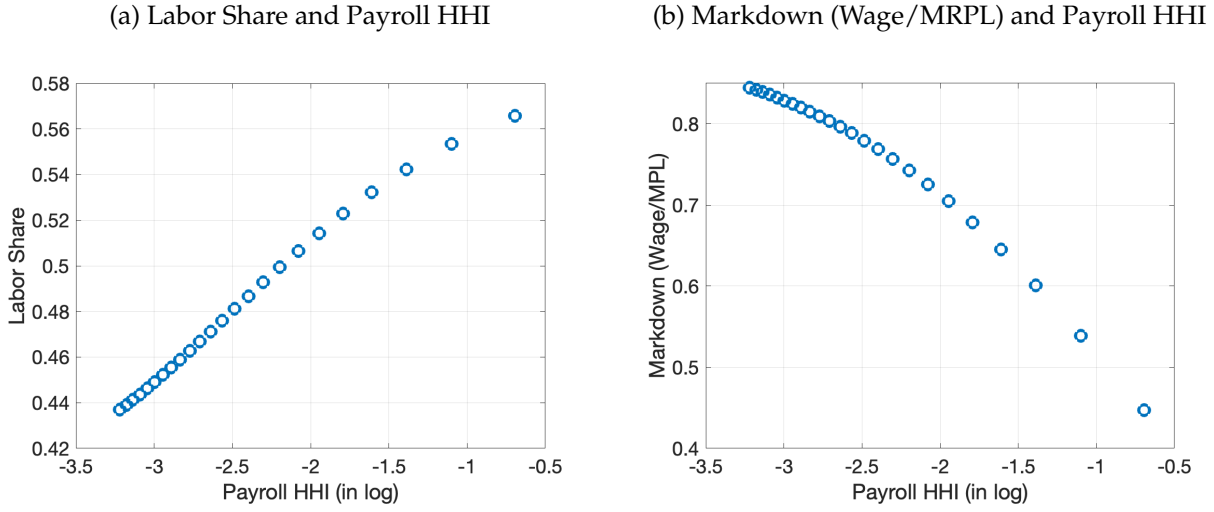 (a) Labor Share and Payroll HHI
0.58
0.56
0.54
0.52
0.5
0.48
0.46
0.44
0.42
Labor Share
-3.5 -3 -2.5 -2 -1.5 -1 -0.5
Payroll HHI (in log)
(b) Markdown (Wage/MRPL) and Payroll HHI
0.8
0.7
0.6
0.5
0.4
Markdown (Wage/MPL)
-3.5 -3 -2.5 -2 -1.5 -1 -0.5
Payroll HHI (in log)